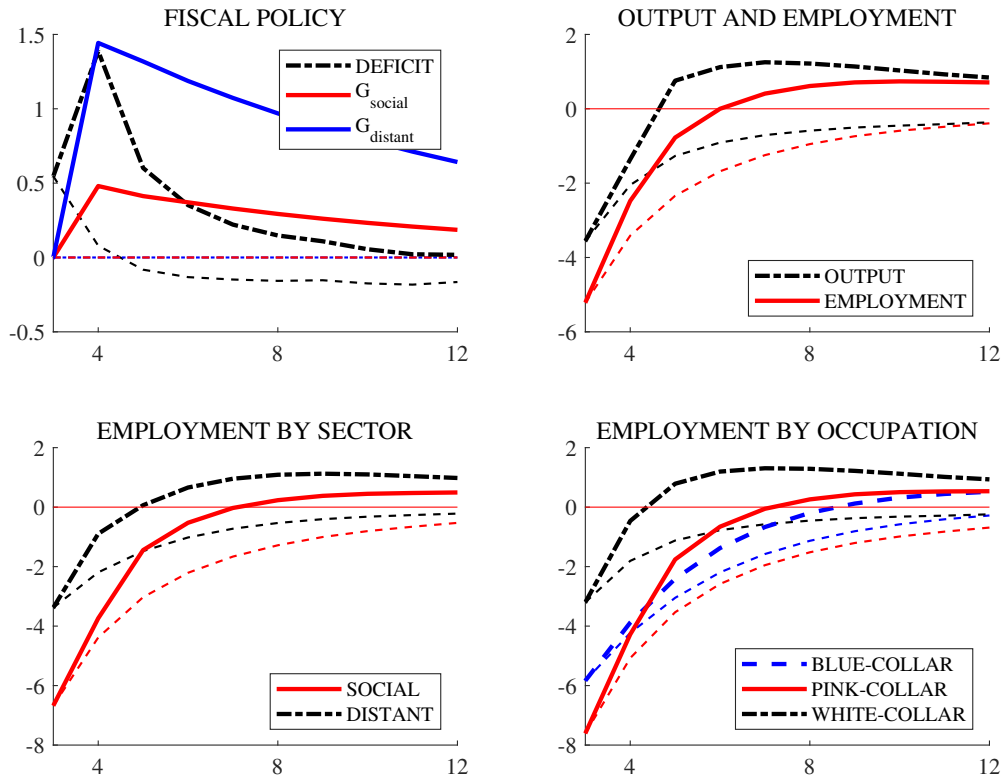 FISCAL POLICY
1.5
1
0.5
0
-0.5
4
8
12
DEFICIT
G_social
G_distant
OUTPUT AND EMPLOYMENT
2
0
-2
-4
-6
4
8
12
OUTPUT
EMPLOYMENT
EMPLOYMENT BY SECTOR
2
0
-2
-4
-6
-8
4
8
12
SOCIAL
DISTANT
EMPLOYMENT BY OCCUPATION
2
0
-2
-4
-6
-8
4
8
12
BLUE-COLLAR
PINK-COLLAR
WHITE-COLLAR